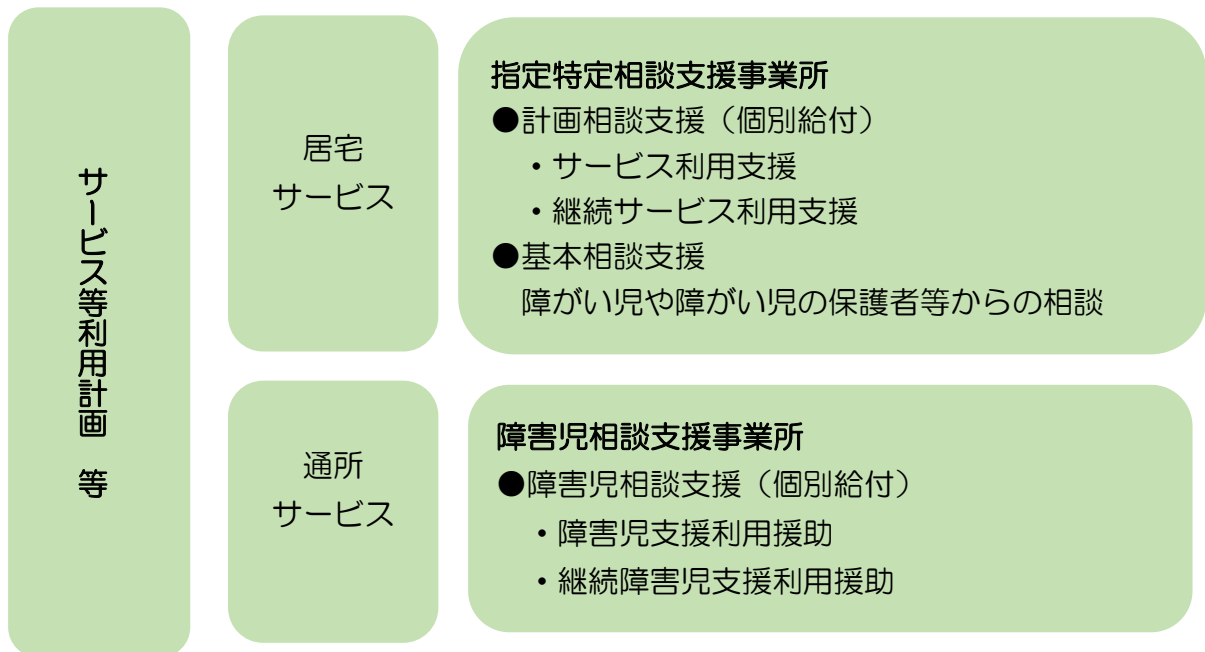 サービス等利用計画　等
居宅
サービス
指定特定相談支援事業所
●計画相談支援（個別給付）
・サービス利用支援
・継続サービス利用支援
●基本相談支援
障がい児や障がい児の保護者等からの相談
通所
サービス
障害児相談支援事業所
●障害児相談支援（個別給付）
・障害児支援利用援助
・継続障害児支援利用援助